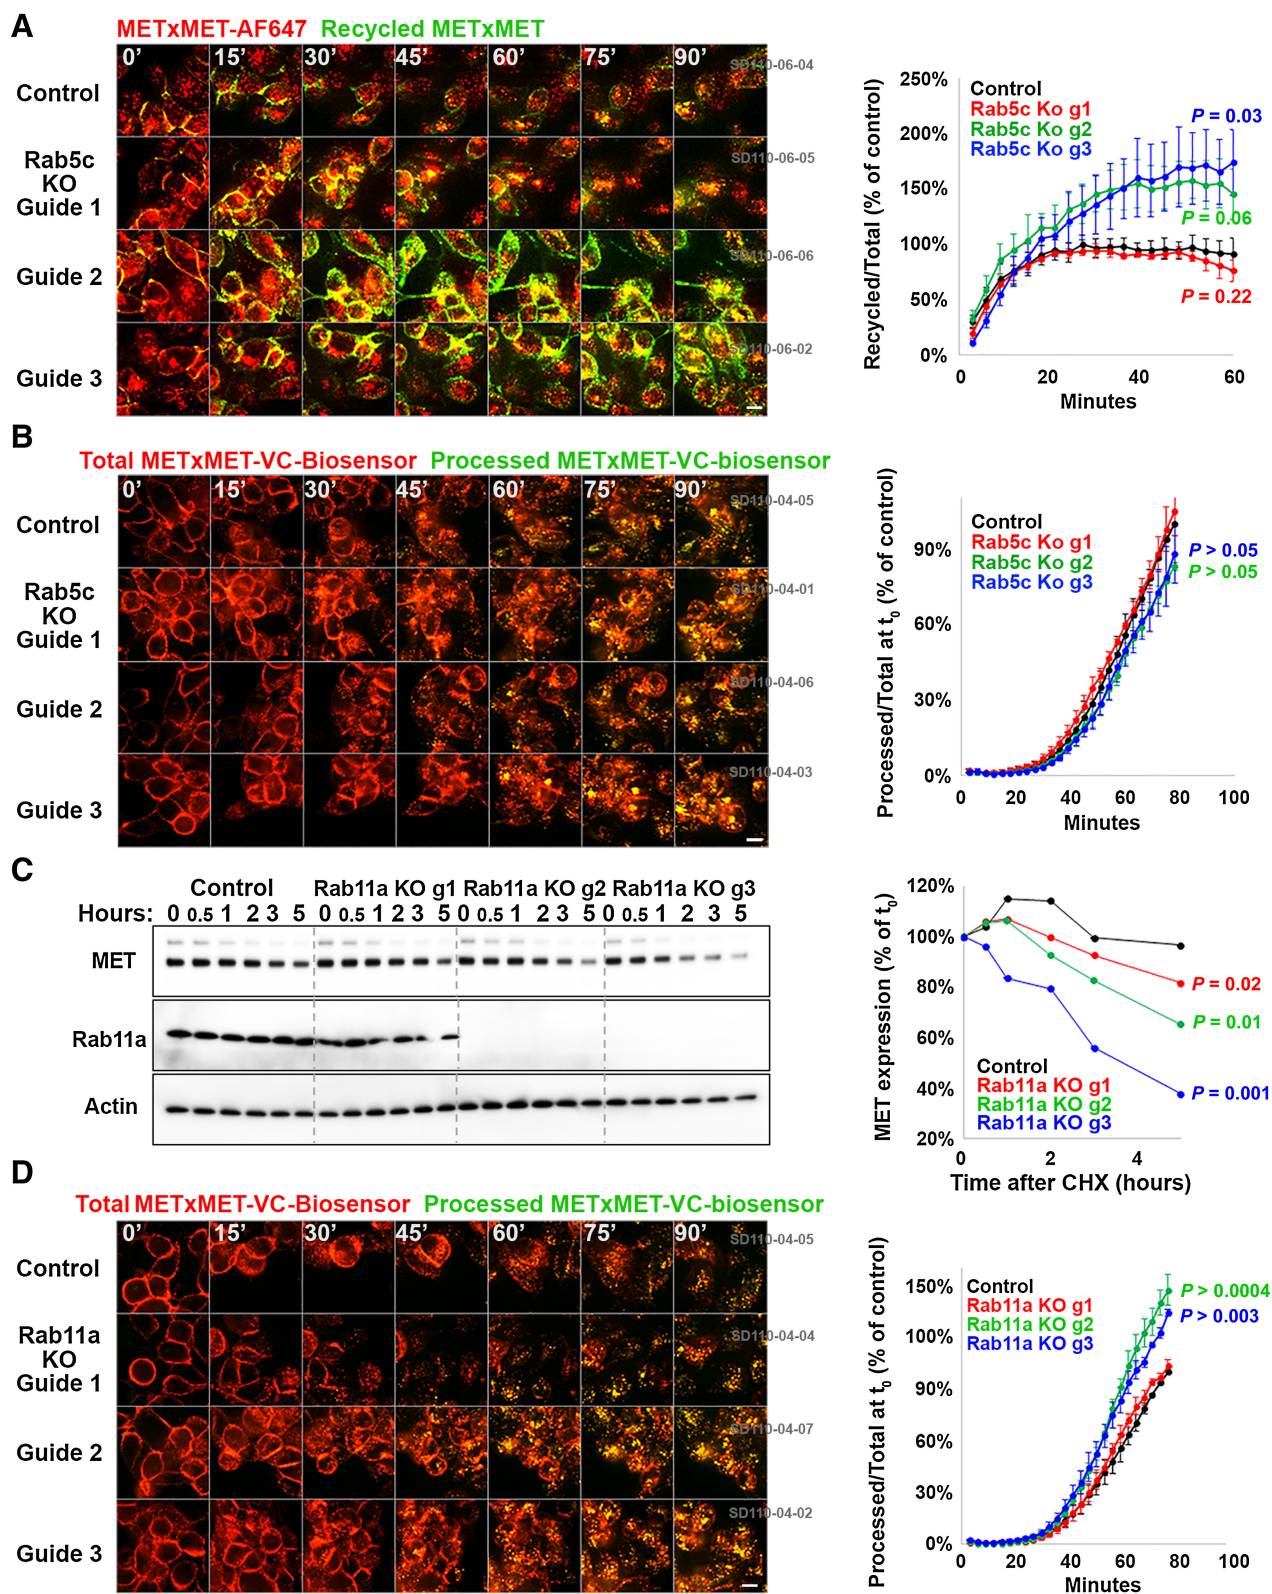 A
METxMET-AF647 Recycled METxMET
0’ 15’ 30’ 45’ 60’ 75’ 90’
Control
SD110-06-04
Rab5c
KO
Guide 1
SD110-06-05
Guide 2
SD110-06-06
Guide 3
SD110-06-02
Recycled/Total (% of control)
250%
200%
150%
100%
50%
0%
Control
Rab5c Ko g1
Rab5c Ko g2
Rab5c Ko g3
P = 0.03
P = 0.06
P = 0.22
0 20 40 60
Minutes
B
Total METxMET-VC-Biosensor Processed METxMET-VC-biosensor
0’ 15’ 30’ 45’ 60’ 75’ 90’
Control
SD110-04-05
Rab5c
KO
Guide 1
SD110-04-01
Guide 2
SD110-04-06
Guide 3
SD110-04-03
Processed/Total at t0 (% of control)
90%
60%
30%
0%
Control
Rab5c Ko g1
Rab5c Ko g2
Rab5c Ko g3
P > 0.05
P > 0.05
0 20 40 60 80 100
Minutes
C
Control Rab11a KO g1 Rab11a KO g2 Rab11a KO g3
Hours: 0 0.5 1 2 3 5 0 0.5 1 2 3 5 0 0.5 1 2 3 5 0 0.5 1 2 3 5
MET
Rab11a
Actin
MET expression (% of t0)
120%
100%
80%
60%
40%
20%
P = 0.02
P = 0.01
P = 0.001
Control
Rab11a KO g1
Rab11a KO g2
Rab11a KO g3
0 2 4
Time after CHX (hours)
D
Total METxMET-VC-Biosensor Processed METxMET-VC-biosensor
0’ 15’ 30’ 45’ 60’ 75’ 90’
Control
SD110-04-05
Rab11a
KO
Guide 1
SD110-04-04
Guide 2
SD110-04-07
Guide 3
SD110-04-02
Processed/Total at t0 (% of control)
150%
100%
90%
60%
30%
0%
Control
Rab11a KO g1
Rab11a KO g2
Rab11a KO g3
P > 0.0004
P > 0.003
0 20 40 60 80 100
Minutes